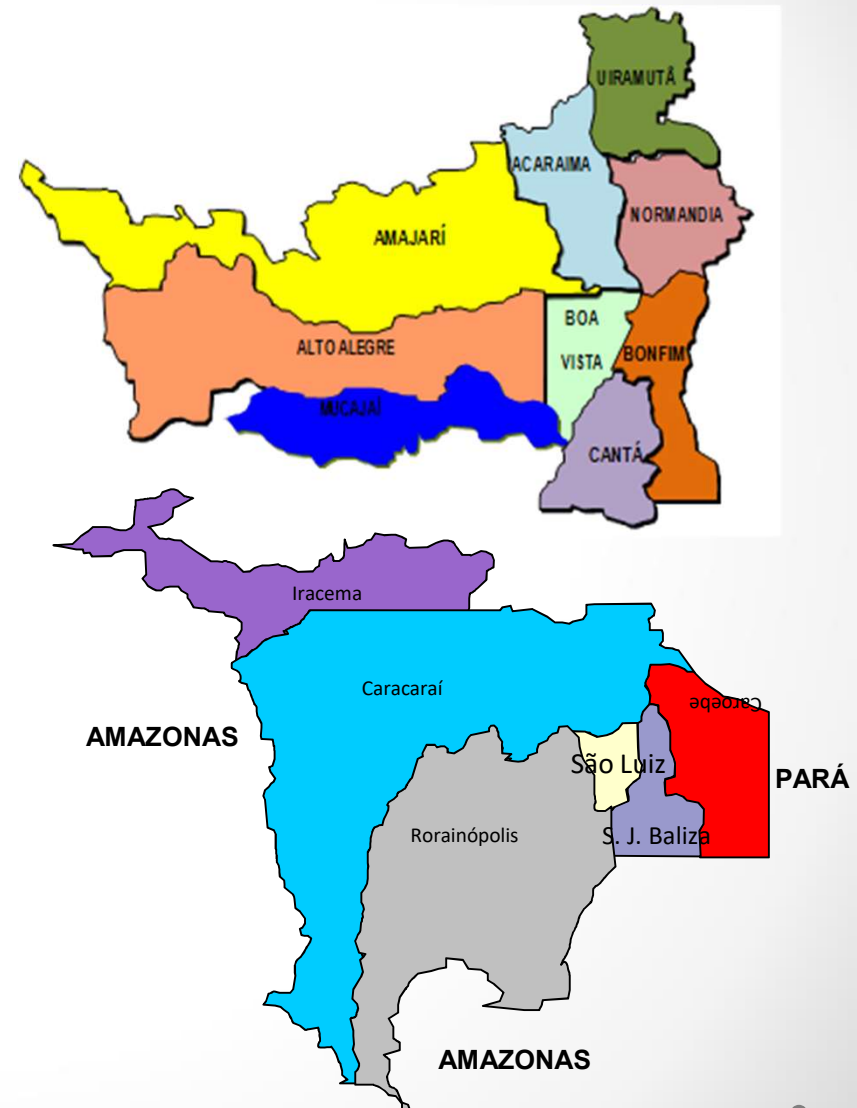 UIRAMUTÃ
ACARAIMA
NORMANDIA
AMAJARÍ
BOA
VISTA
ALTO ALEGRE
BONFIM
MUCAJAÍ
CANTÁ
Iracema
Caracaraí
Caroebe
AMAZONAS
São Luiz
PARÁ
Rorainópolis
S. J. Baliza
AMAZONAS